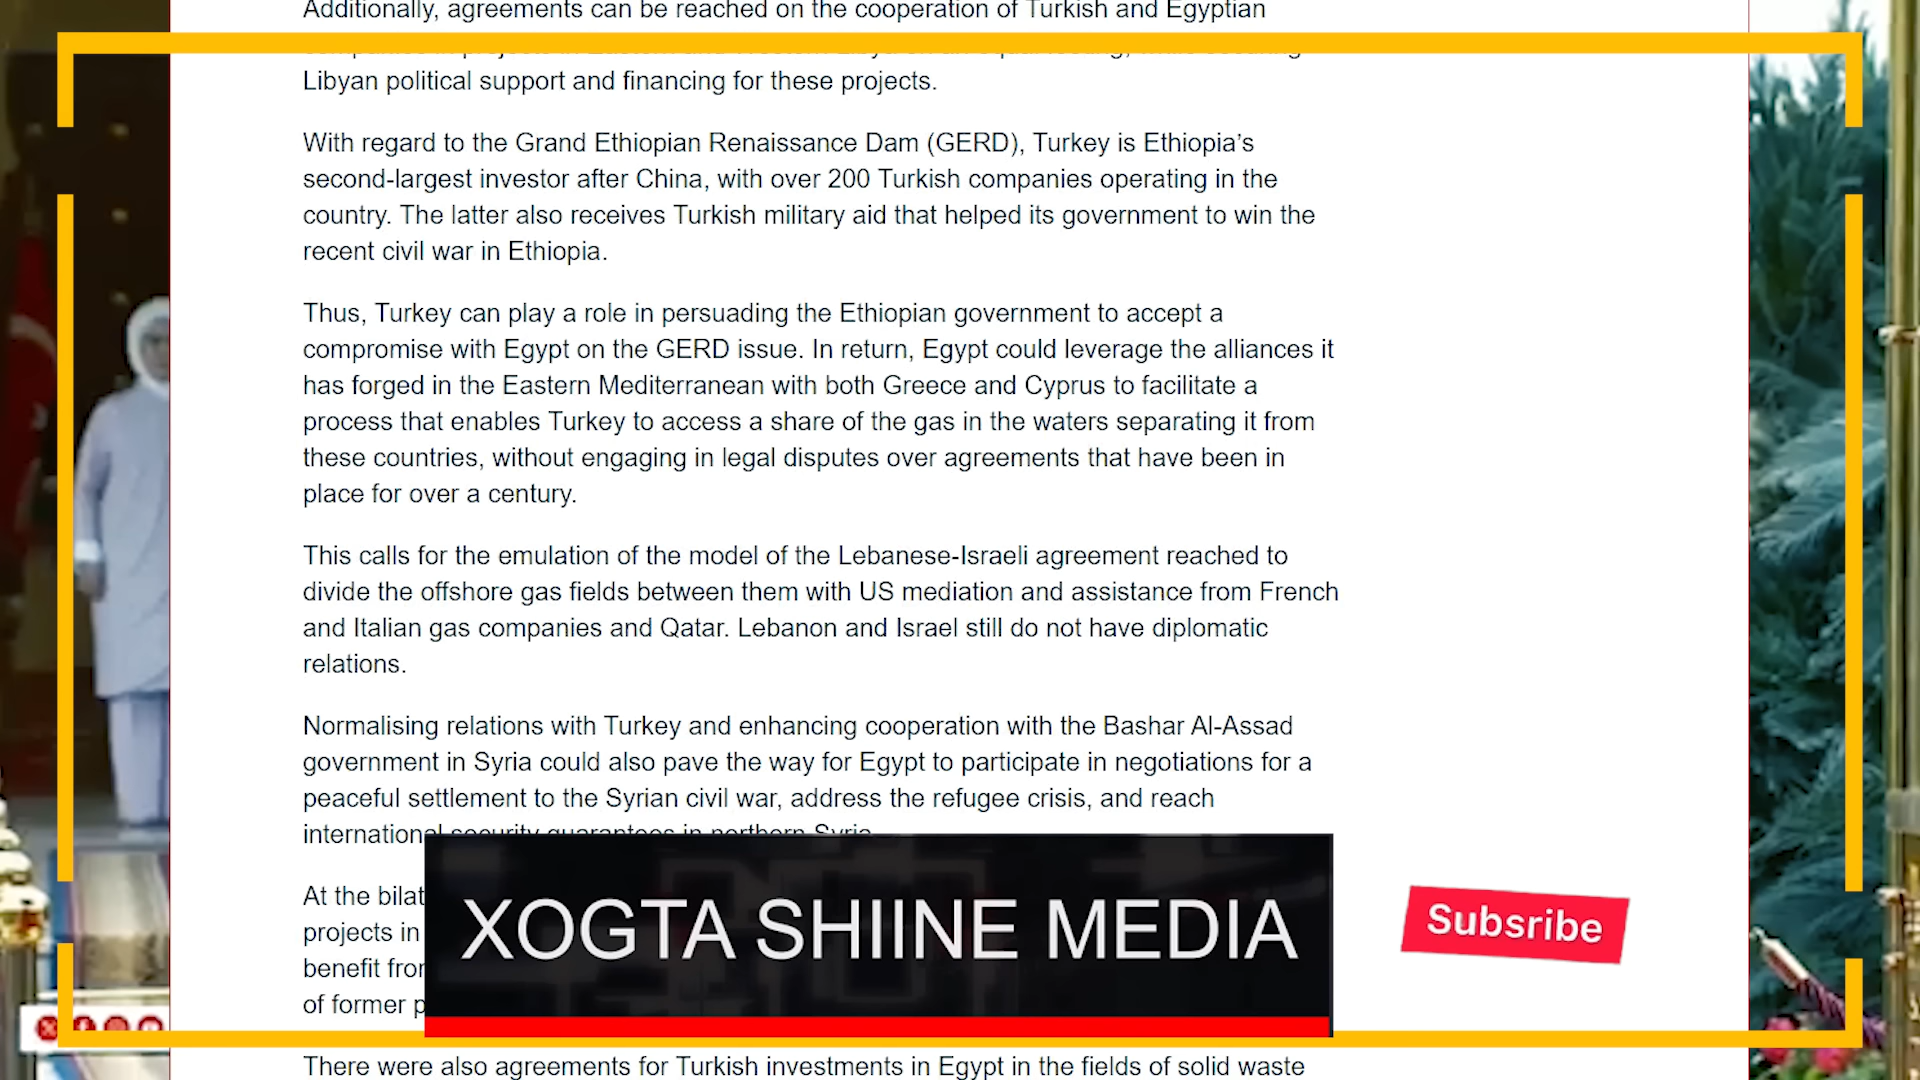 Additionally, agreements can be reached on the cooperation of Turkish and Egyptian
Libyan political support and financing for these projects.
With regard to the Grand Ethiopian Renaissance Dam (GERD), Turkey is Ethiopia’s
second-largest investor after China, with over 200 Turkish companies operating in the
country. The latter also receives Turkish military aid that helped its government to win the
recent civil war in Ethiopia.
Thus, Turkey can play a role in persuading the Ethiopian government to accept a
compromise with Egypt on the GERD issue. In return, Egypt could leverage the alliances it
has forged in the Eastern Mediterranean with both Greece and Cyprus to facilitate a
process that enables Turkey to access a share of the gas in the waters separating it from
these countries, without engaging in legal disputes over agreements that have been in
place for over a century.
This calls for the emulation of the model of the Lebanese-Israeli agreement reached to
divide the offshore gas fields between them with US mediation and assistance from French
and Italian gas companies and Qatar. Lebanon and Israel still do not have diplomatic
relations.
Normalising relations with Turkey and enhancing cooperation with the Bashar Al-Assad
government in Syria could also pave the way for Egypt to participate in negotiations for a
peaceful settlement to the Syrian civil war, address the refugee crisis, and reach
international security guarantees in northern Syria.
At the bilat
projects in
benefit fror
of former p
XOGTA SHIINE MEDIA
Subsribe
There were also agreements for Turkish investments in Egypt in the fields of solid waste